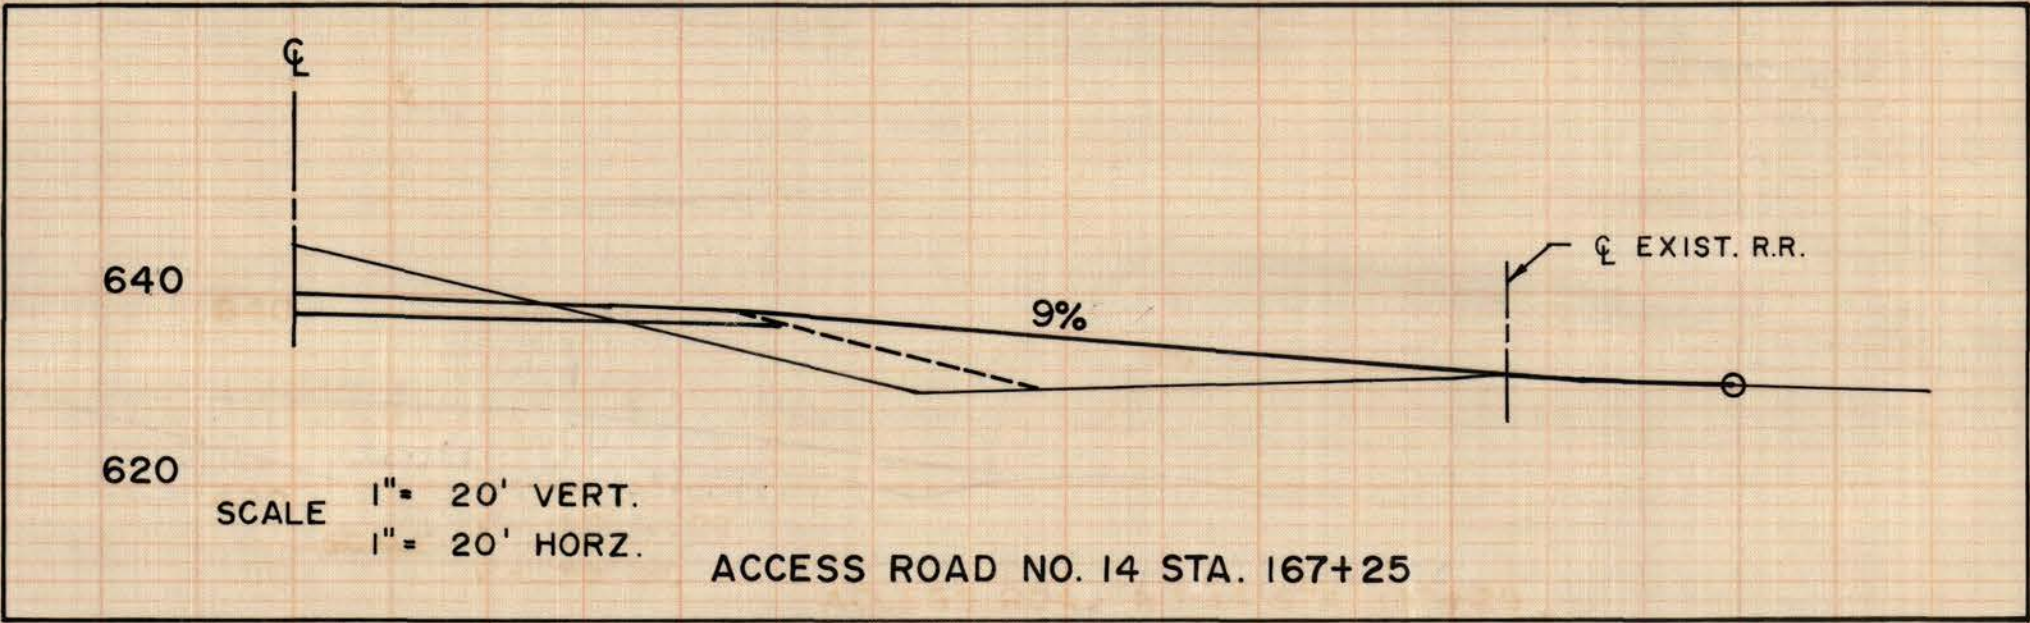 ℄
640
℄ EXIST. R.R.
9%
620
SCALE 1"= 20' VERT.
1"= 20' HORZ.
ACCESS ROAD NO. 14 STA. 167+25